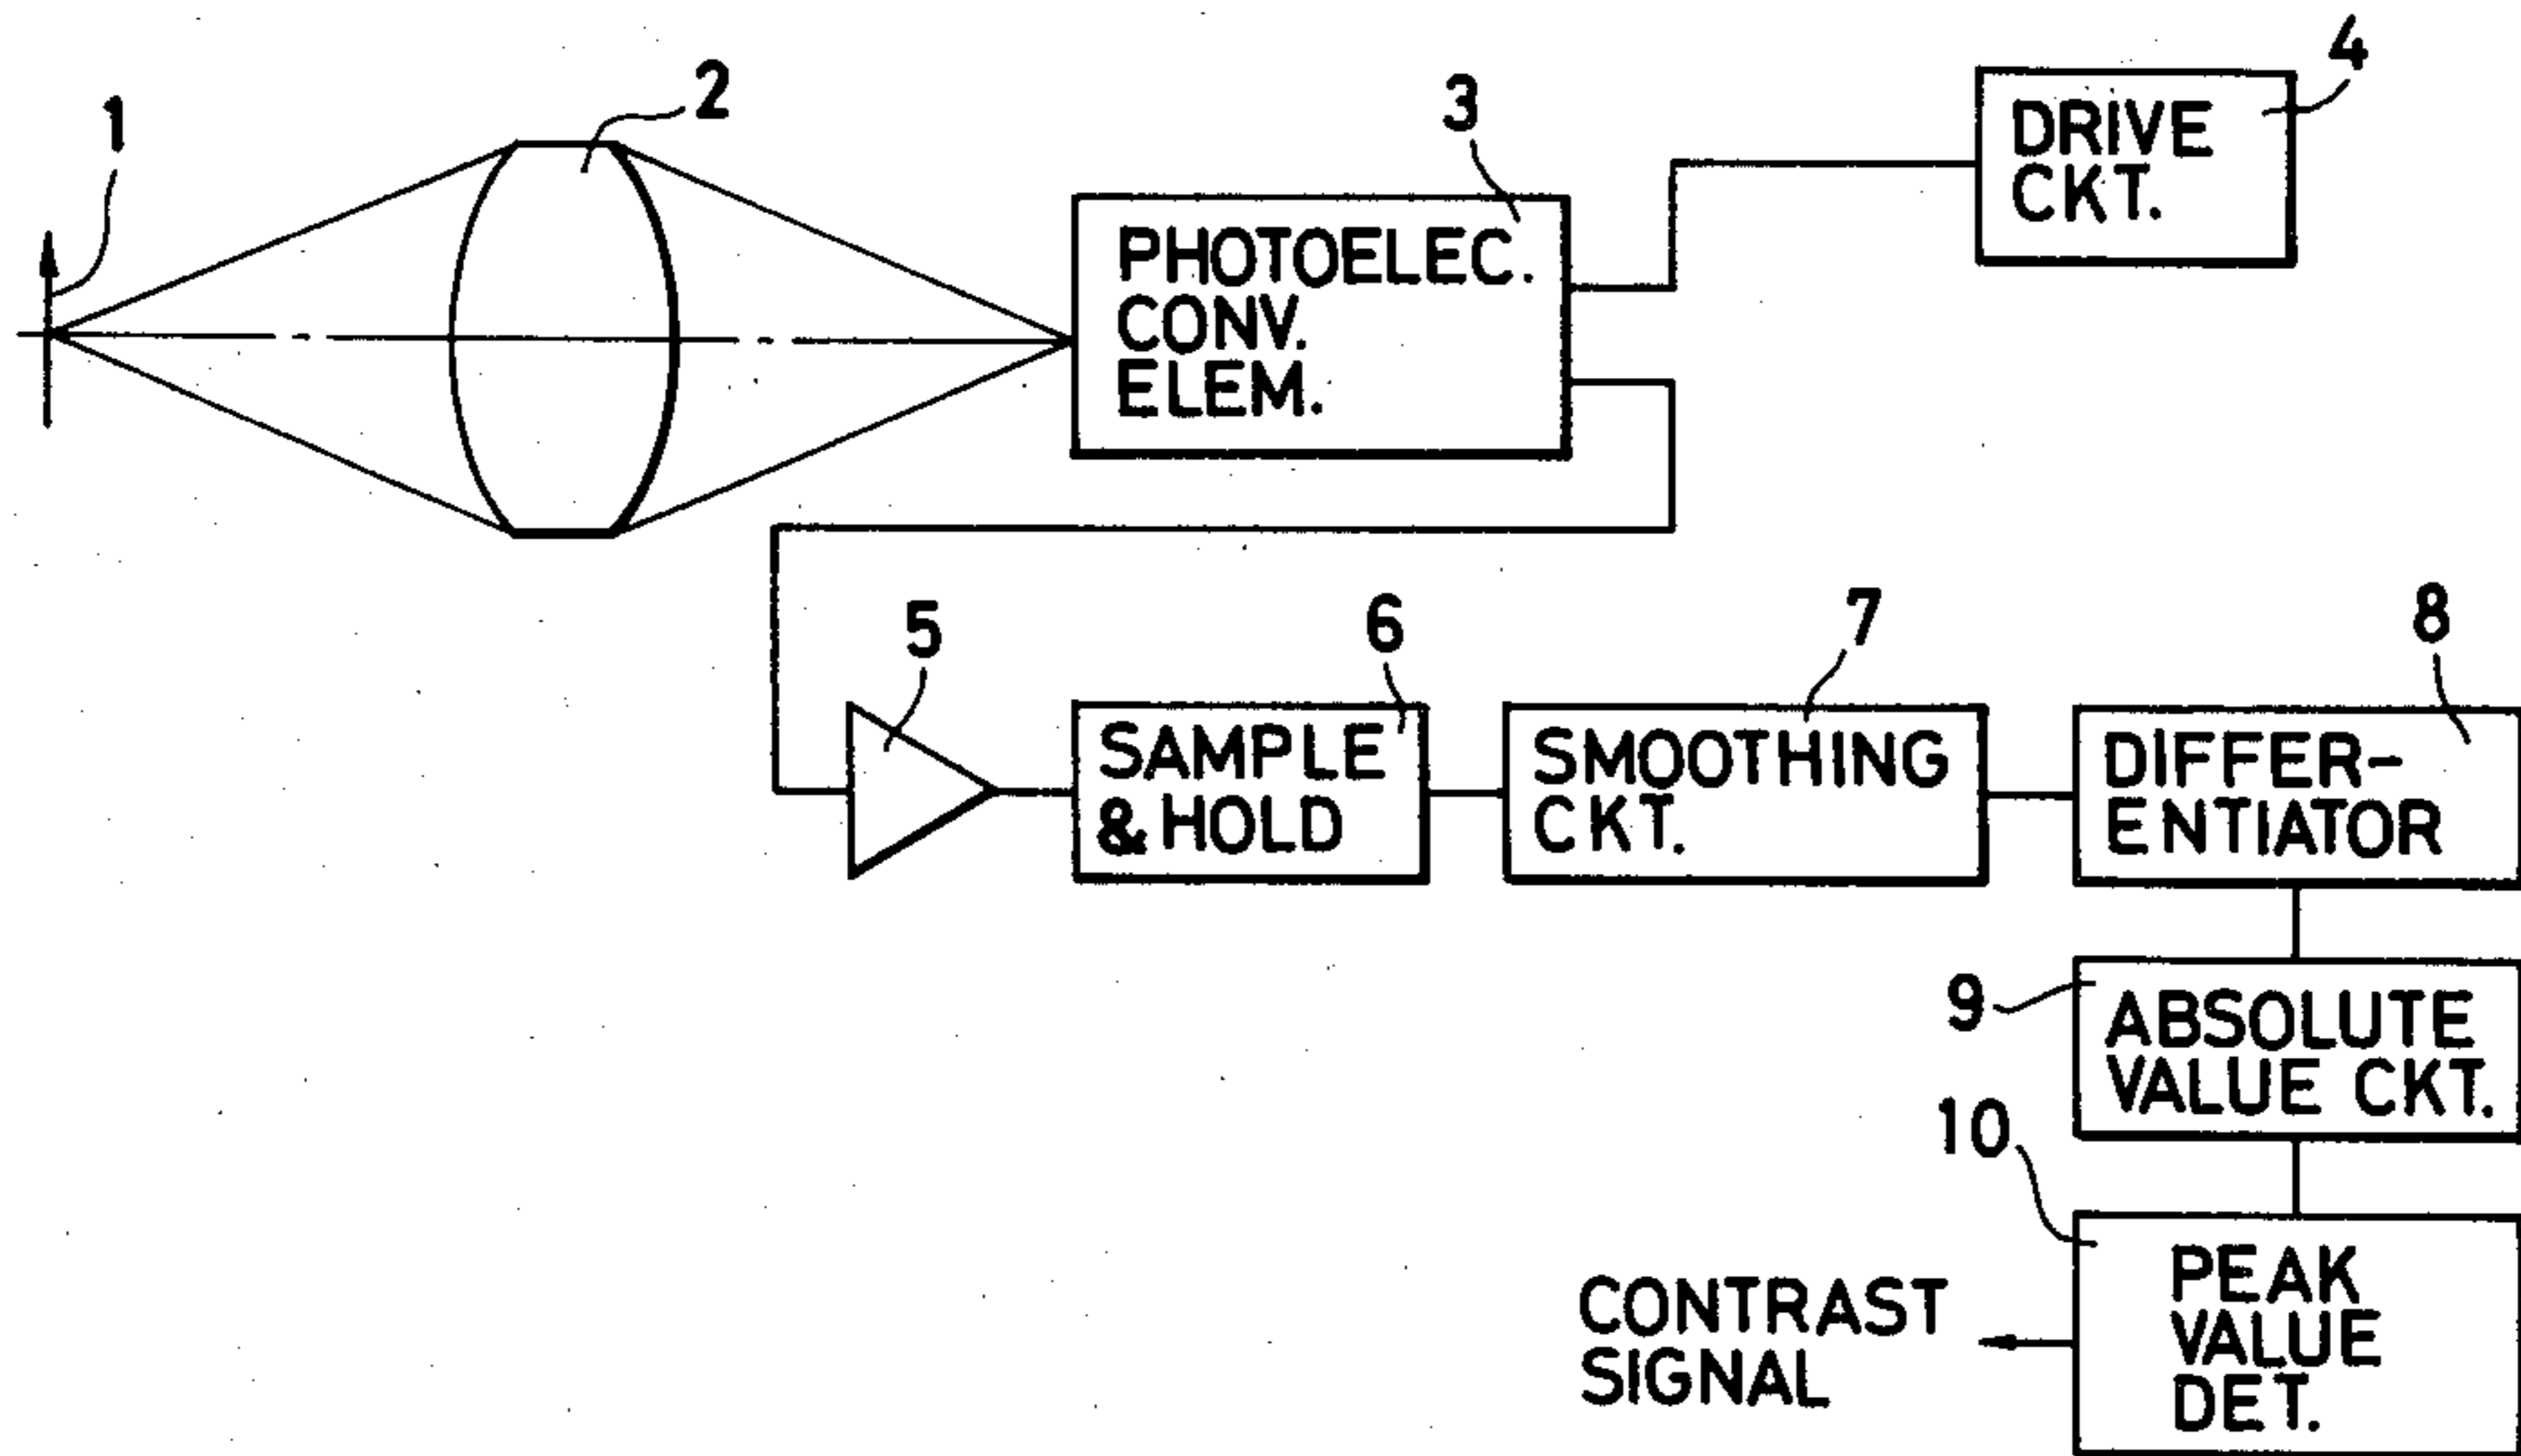 1
2
3
4
PHOTOELEC.
CONV.
ELEM.
DRIVE
CKT.
5
6
7
8
SAMPLE
& HOLD
SMOOTHING
CKT.
DIFFER-
ENTIATOR
9
ABSOLUTE
VALUE CKT.
10
PEAK
VALUE
DET.
CONTRAST
SIGNAL